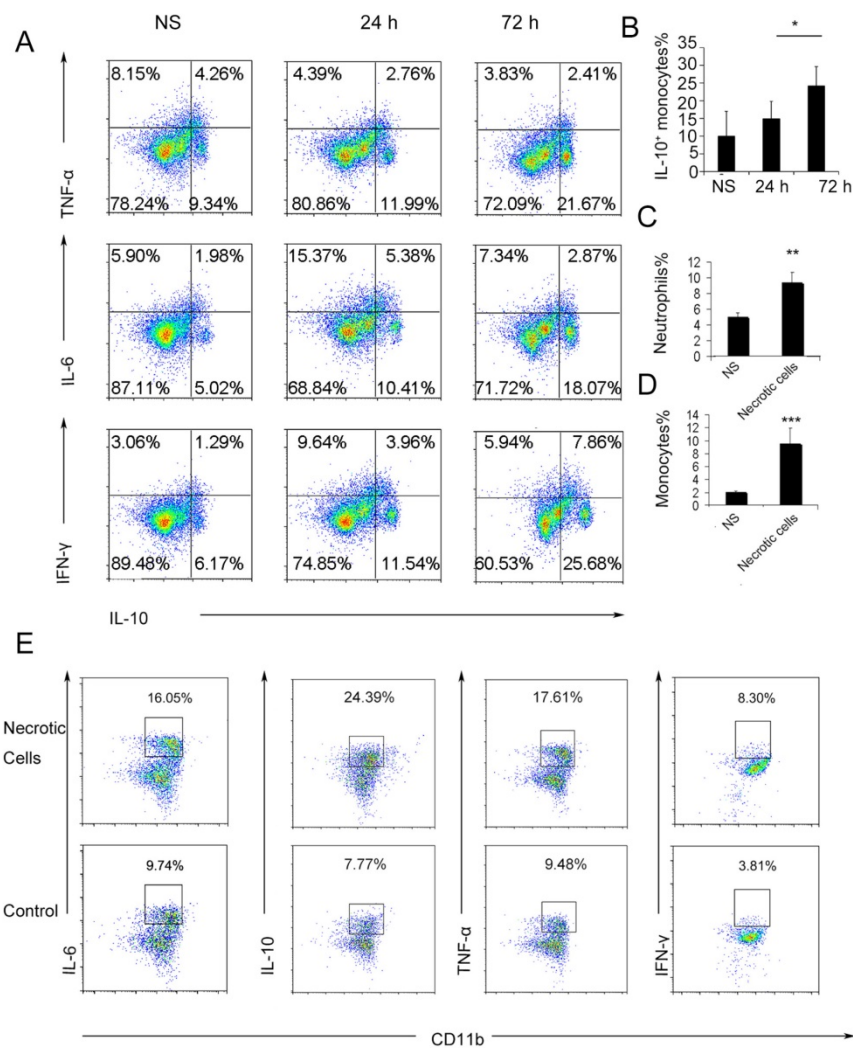 A
NS
24 h
72 h
TNF-α
8.15%
4.26%
78.24%
9.34%
4.39%
2.76%
80.86%
11.99%
3.83%
2.41%
72.09%
21.67%
IL-6
5.90%
1.98%
87.11%
5.02%
15.37%
5.38%
68.84%
10.41%
7.34%
2.87%
71.72%
18.07%
IFN-γ
3.06%
1.29%
89.48%
6.17%
9.64%
3.96%
74.85%
11.54%
5.94%
7.86%
60.53%
25.68%
IL-10
B
*
IL-10+ monocytes%
35
30
25
20
15
10
5
0
NS
24 h
72 h
C
**
Neutrophils%
12
10
8
6
4
2
0
NS
Necrotic cells
D
***
Monocytes%
14
12
10
8
6
4
2
0
NS
Necrotic cells
E
Necrotic
Cells
16.05%
24.39%
17.61%
8.30%
Control
9.74%
7.77%
9.48%
3.81%
IL-6
IL-10
TNF-α
IFN-γ
CD11b